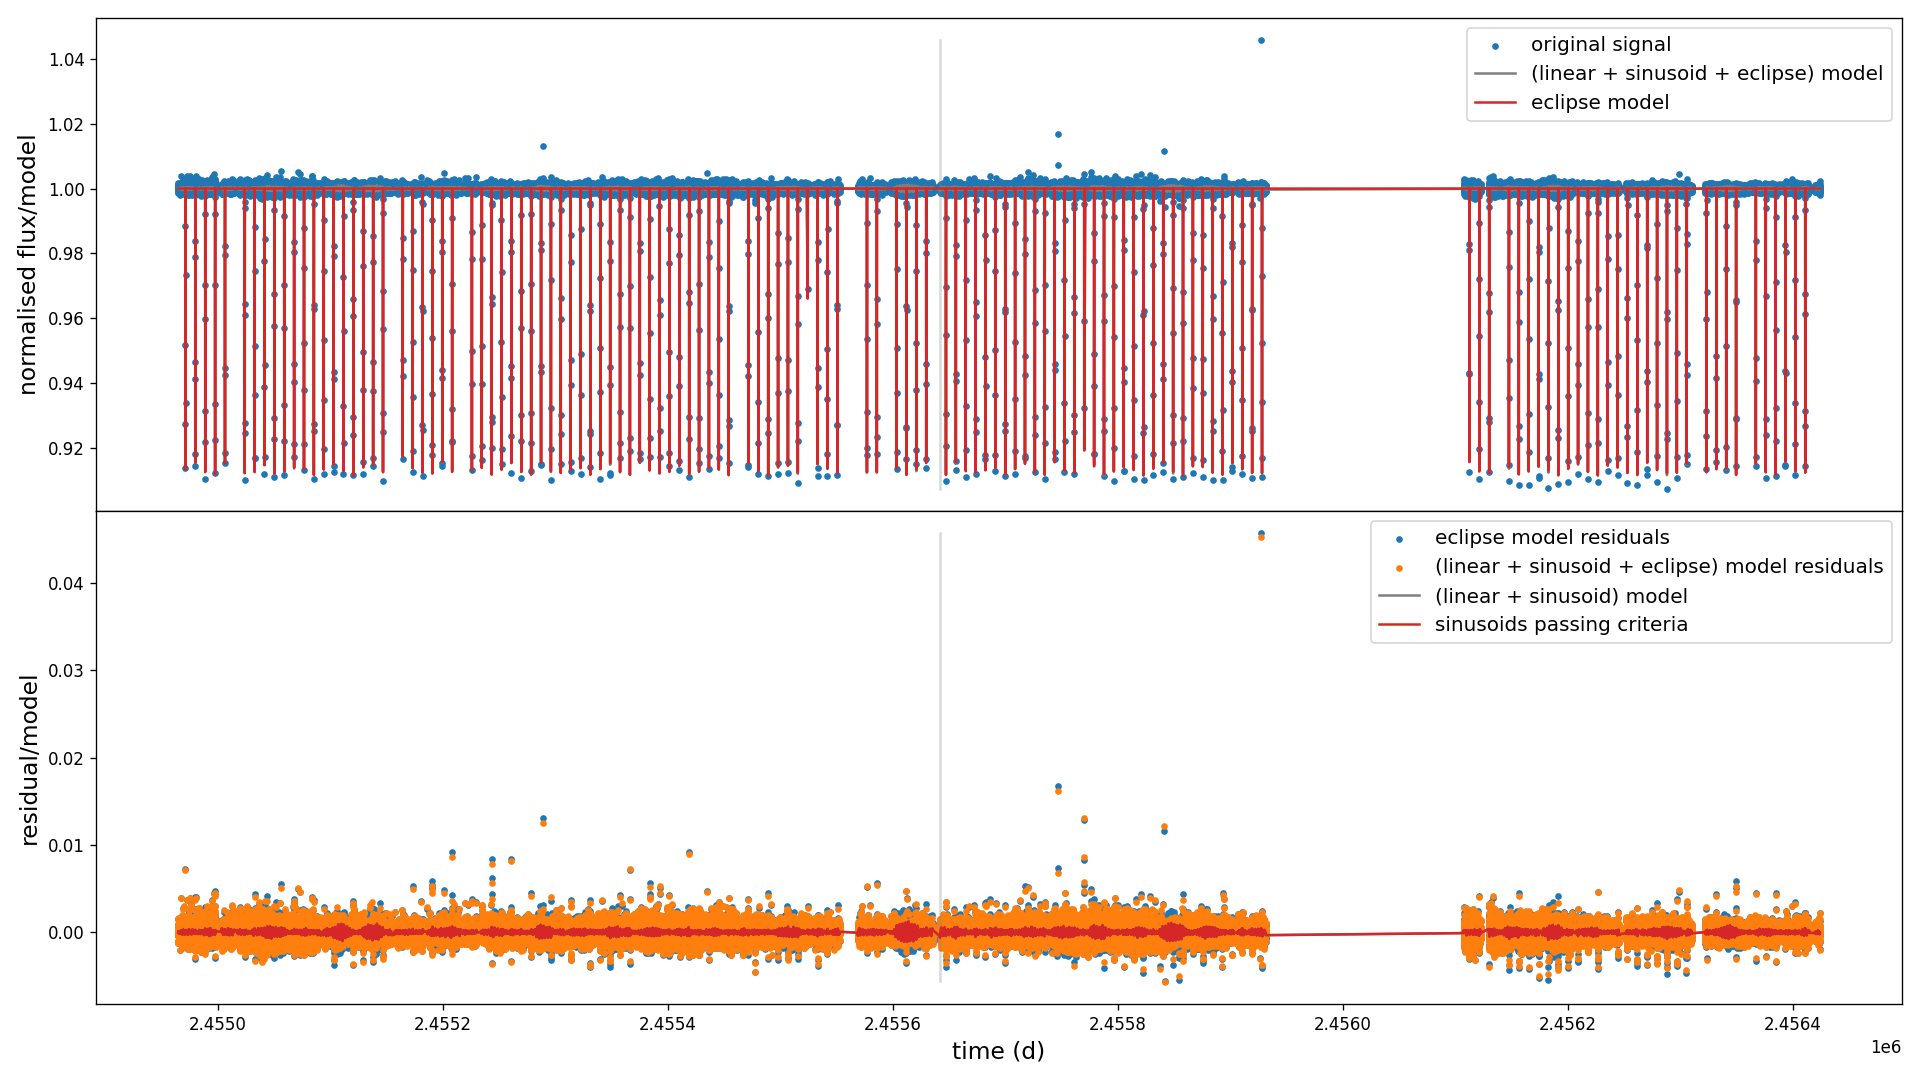 1.04
1.02
1.00
0.98
0.96
0.94
0.92
normalised flux/model
original signal
(linear + sinusoid + eclipse) model
eclipse model
0.04
0.03
0.02
0.01
0.00
residual/model
eclipse model residuals
(linear + sinusoid + eclipse) model residuals
(linear + sinusoid) model
sinusoids passing criteria
2.4550 2.4552 2.4554 2.4556 2.4558 2.4560 2.4562 2.4564
1e6
time (d)